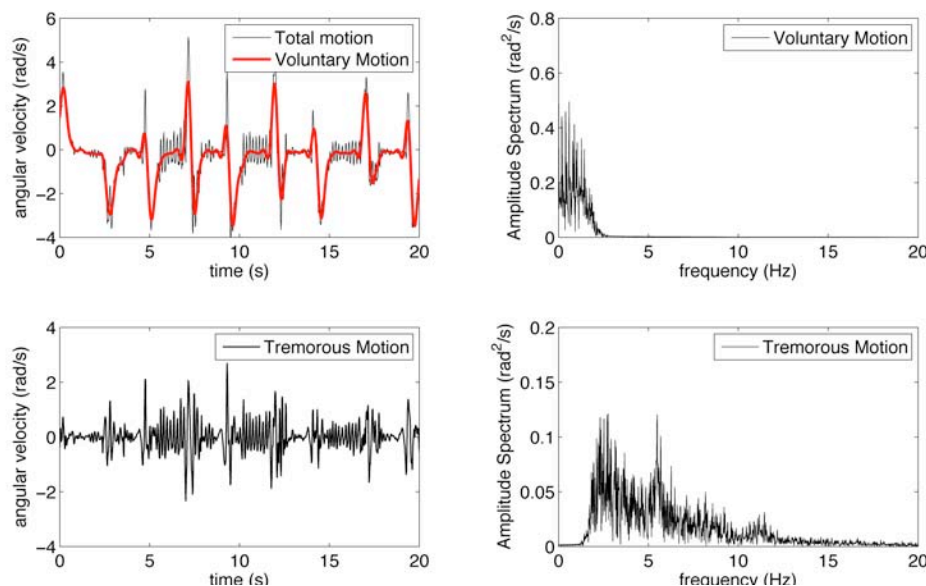 Total motion
Voluntary Motion
angular velocity (rad/s)
6
4
2
0
−2
−4
0 5 10 15 20
time (s)
Voluntary Motion
Amplitude Spectrum (rad²/s)
0.8
0.6
0.4
0.2
0
0 5 10 15 20
frequency (Hz)
Tremorous Motion
angular velocity (rad/s)
4
2
0
−2
−4
0 5 10 15 20
time (s)
Tremorous Motion
Amplitude Spectrum (rad²/s)
0.2
0.15
0.1
0.05
0
0 5 10 15 20
frequency (Hz)